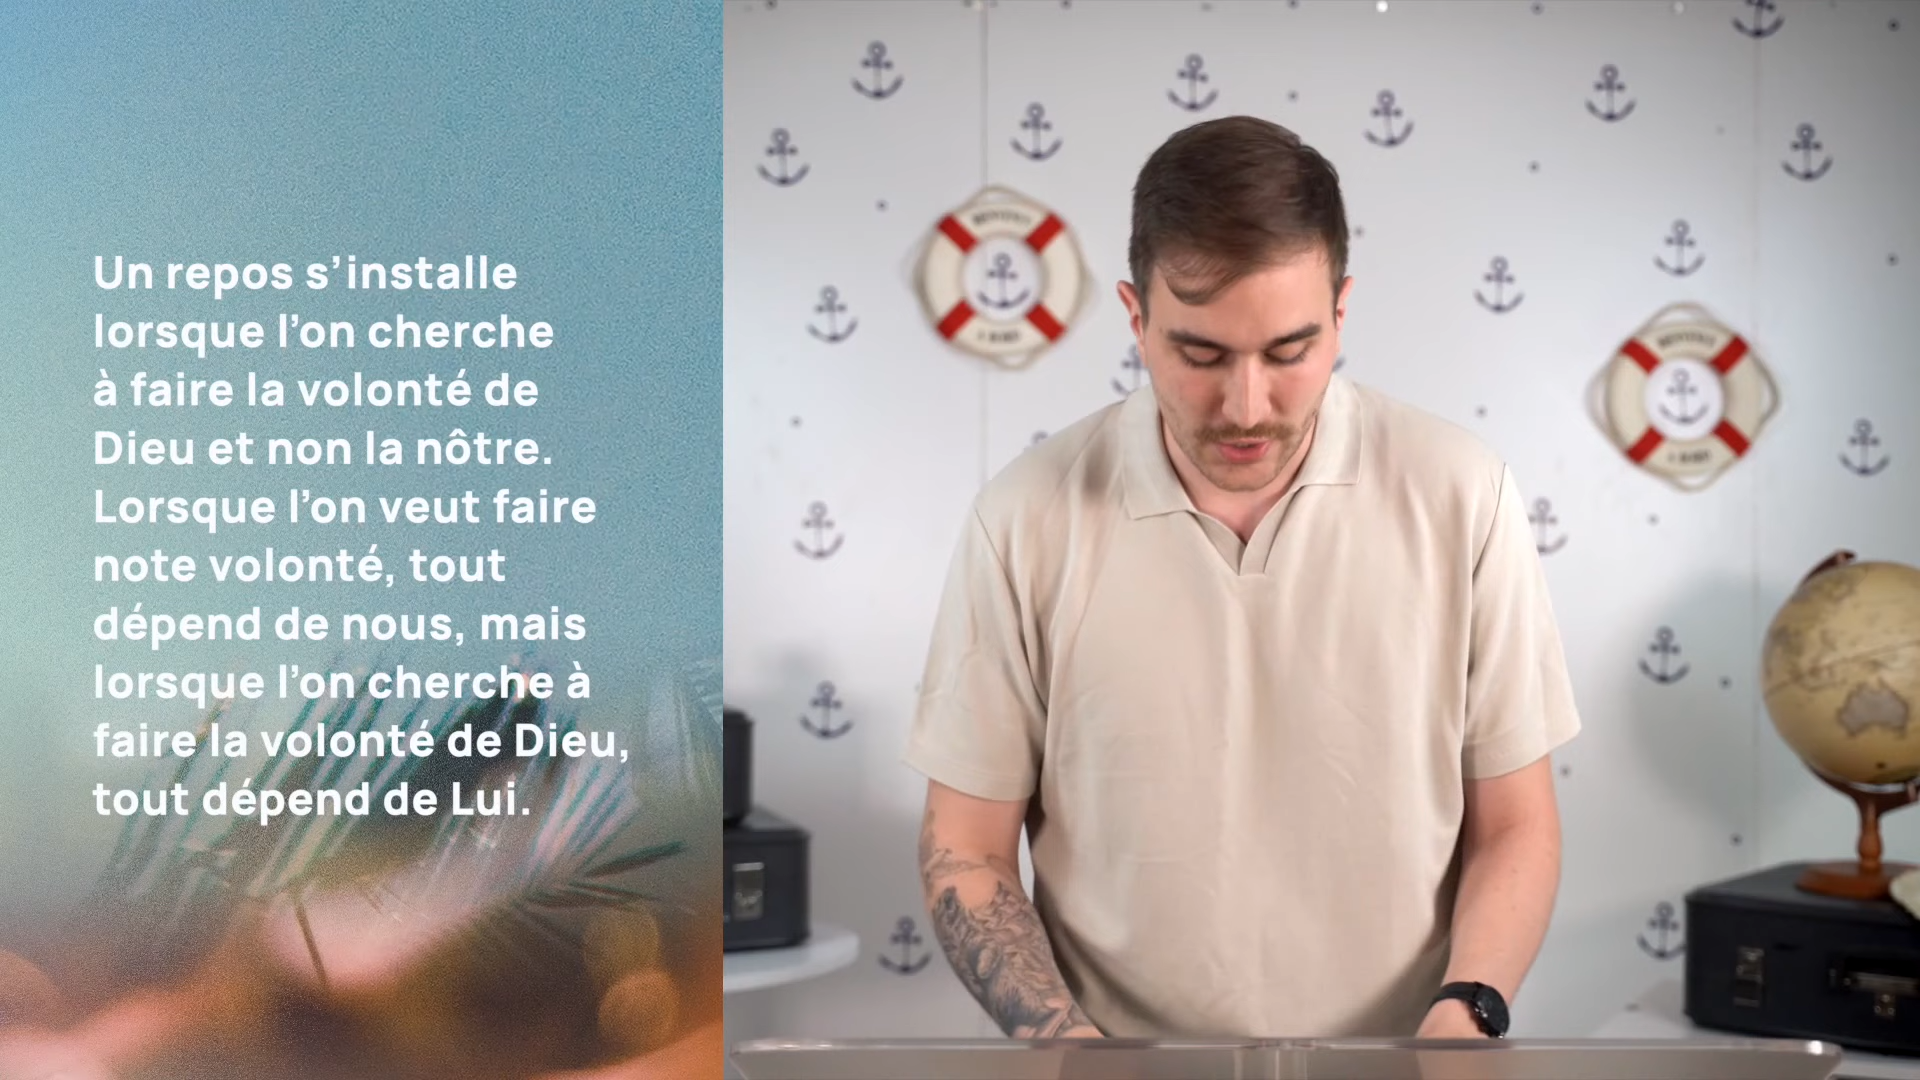 Un repos s’installe
lorsque l’on cherche
à faire la volonté de
Dieu et non la nôtre.
Lorsque l’on veut faire
note volonté, tout
dépend de nous, mais
lorsque l’on cherche à
faire la volonté de Dieu,
tout dépend de Lui.